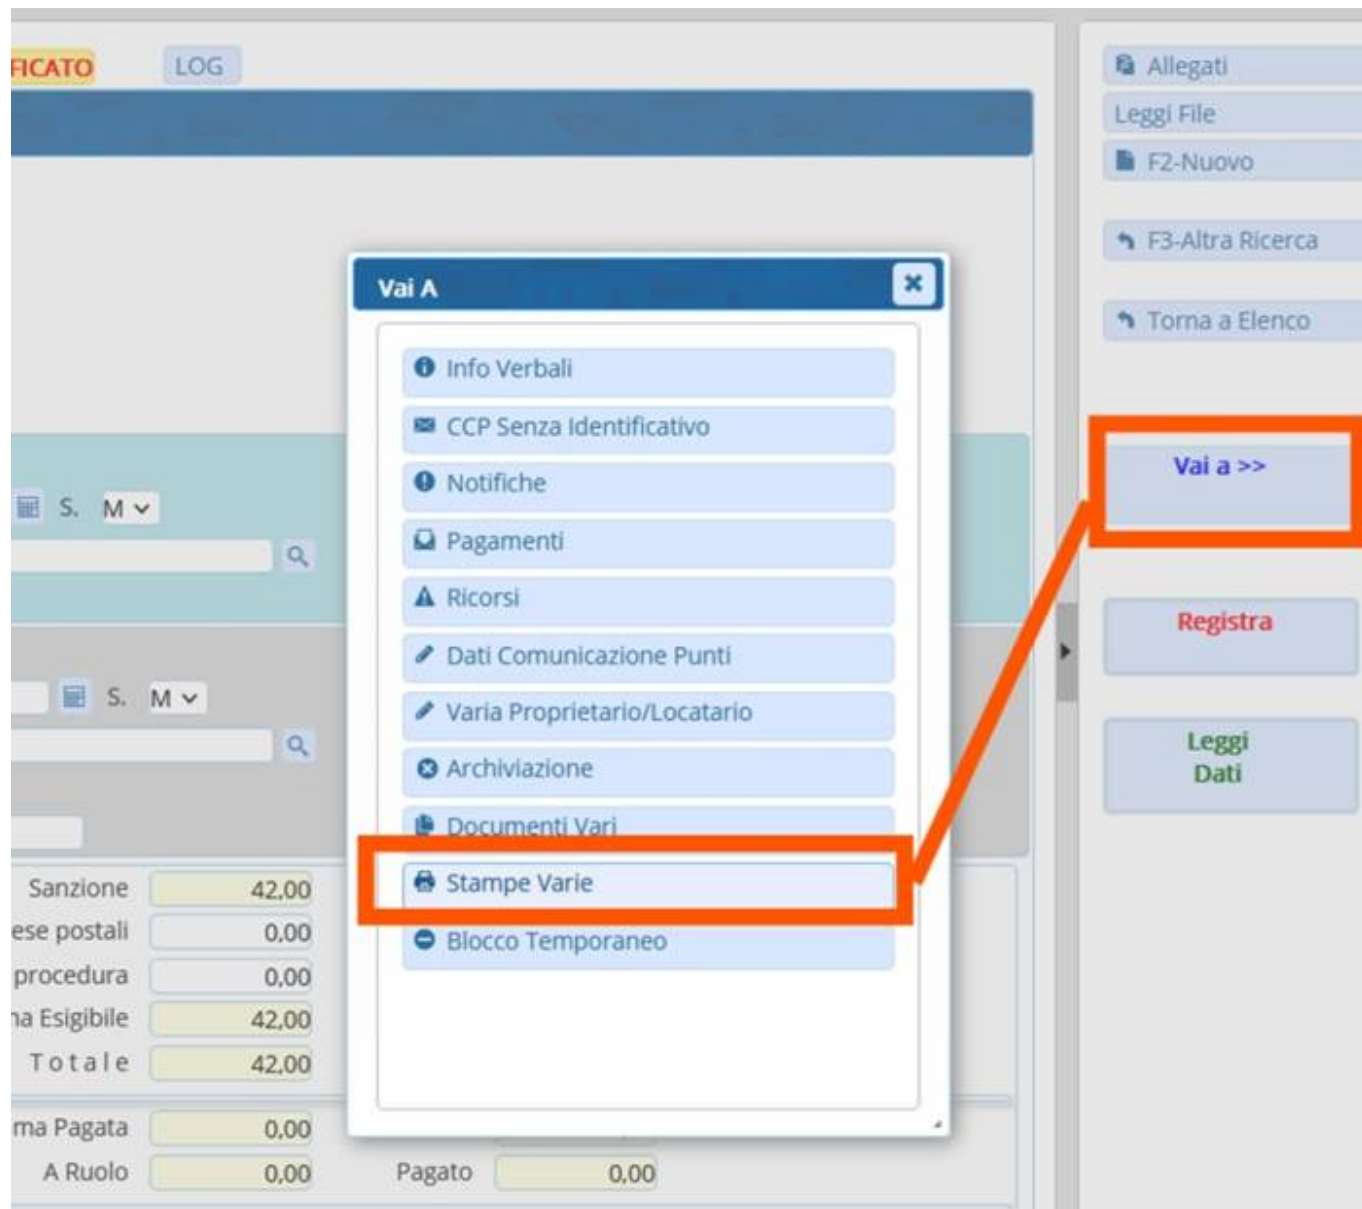 FICATO LOG
Allegati
Leggi File
F2-Nuovo
F3-Altra Ricerca
Torna a Elenco
Vai a >>
Registra
Leggi
Dati
Vai A
Info Verbali
CCP Senza Identificativo
Notifiche
Pagamenti
Ricorsi
Dati Comunicazione Punti
Varia Proprietario/Locatario
Archiviazione
Documenti Vari
Stampe Varie
Blocco Temporaneo
S. M
S. M
Sanzione 42,00
ese postali 0,00
procedura 0,00
na Esigibile 42,00
Totale 42,00
ma Pagata 0,00
A Ruolo 0,00 Pagato 0,00